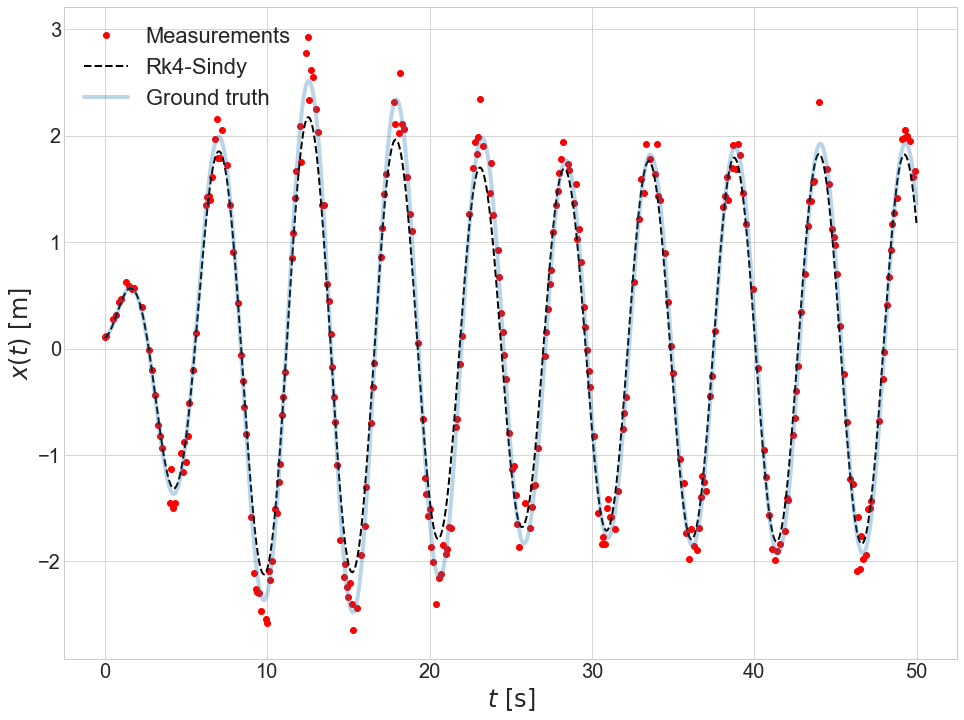 Measurements
Rk4-Sindy
Ground truth
3
2
1
0
−1
−2
x(t) [m]
0 10 20 30 40 50
t [s]